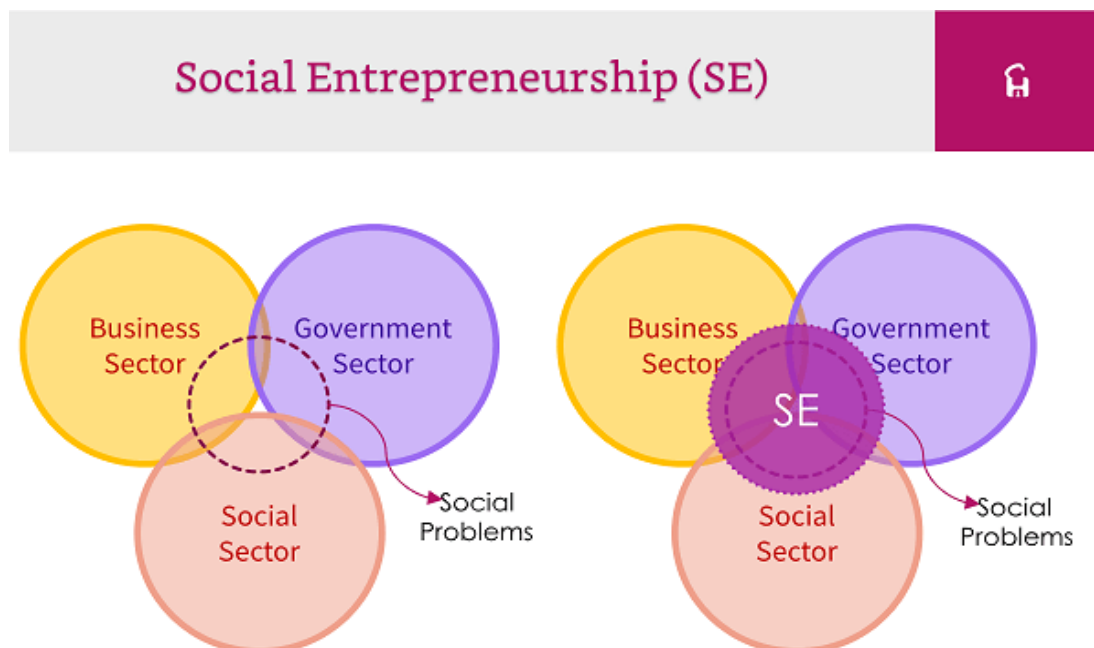 Social Entrepreneurship (SE)
Business
Sector
Government
Sector
Social
Sector
Social
Problems
Business
Sector
Government
Sector
SE
Social
Sector
Social
Problems